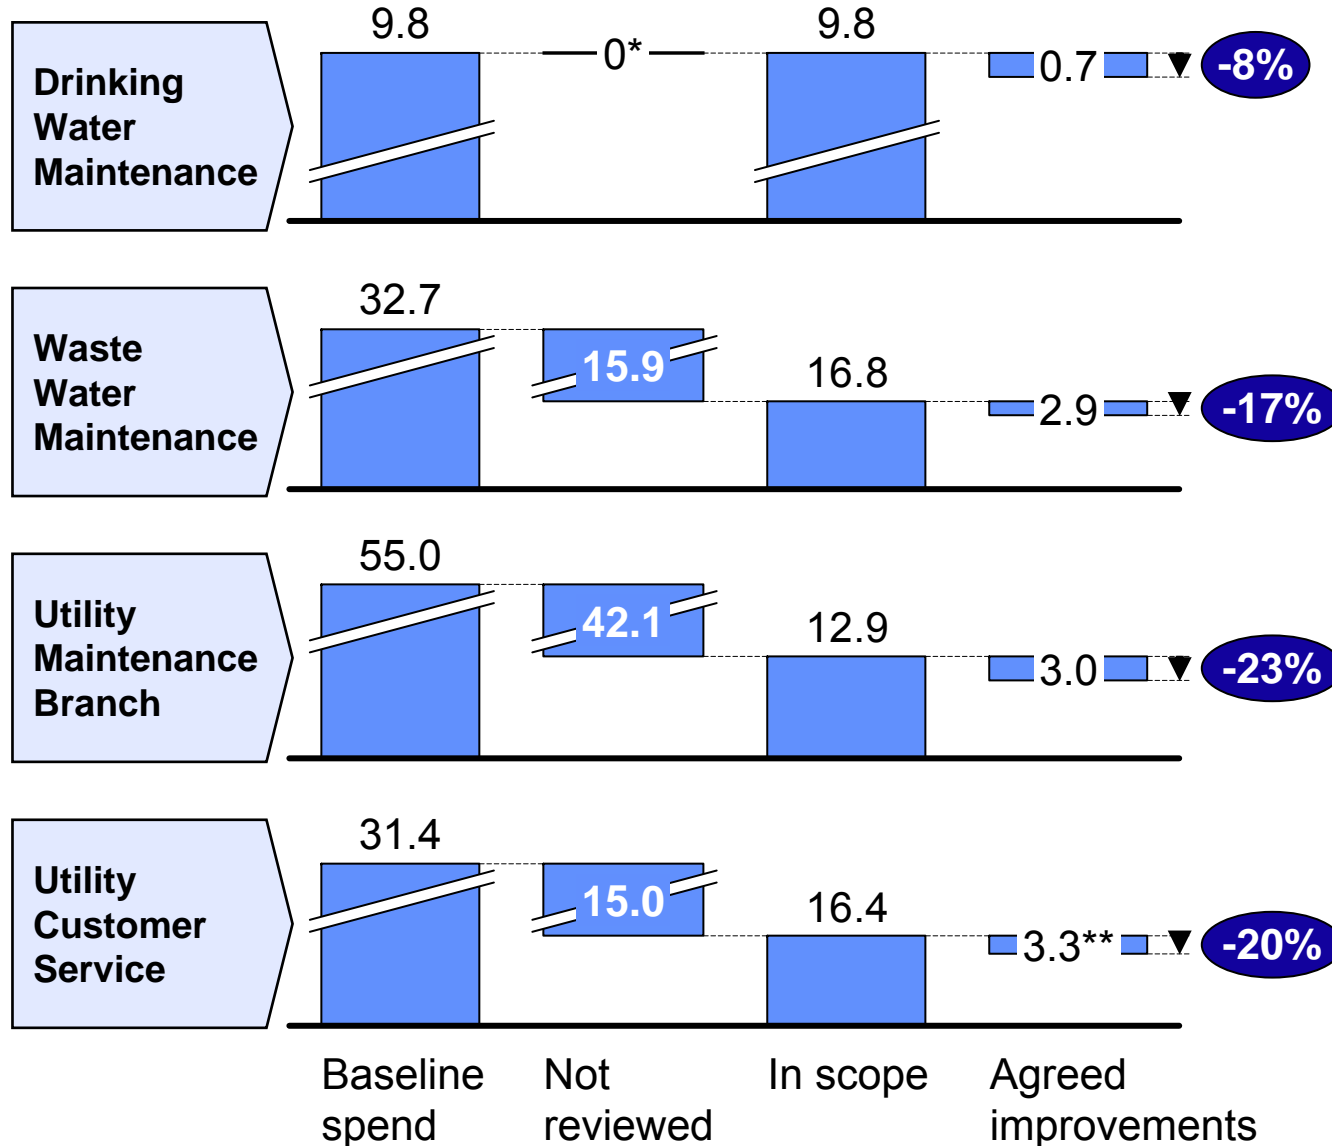 9.8
0*
9.8
0.7
-8%
Drinking
Water
Maintenance
32.7
15.9
16.8
2.9
-17%
Waste
Water
Maintenance
55.0
42.1
12.9
3.0
-23%
Utility
Maintenance
Branch
31.4
15.0
16.4
3.3**
-20%
Utility
Customer
Service
Baseline
spend
Not
reviewed
In scope
Agreed
improvements